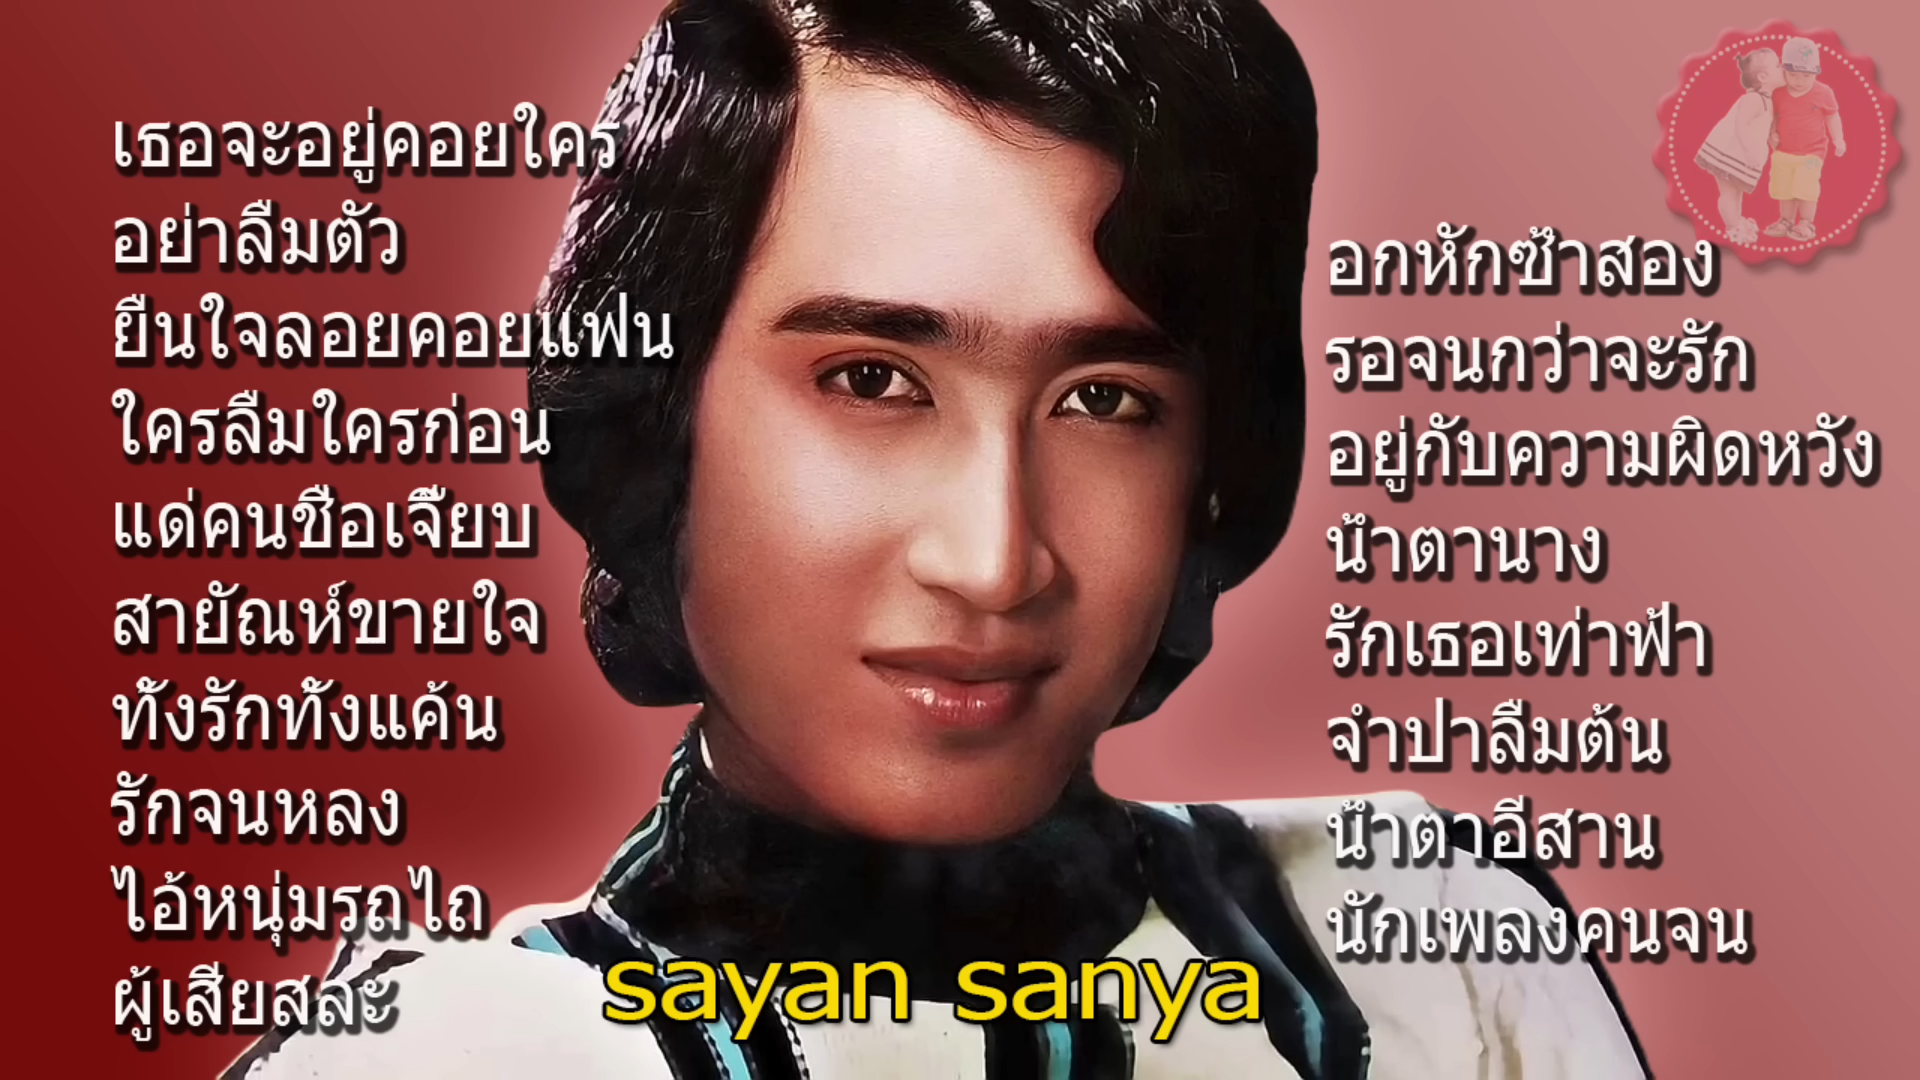 เธอจะอยู่คอยใคร
อย่าลืมตัว
ยืนใจลอยคอยแฟน
ใครลืมใครก่อน
แด่คนชื่อเจี๊ยบ
สายัณห์ขายใจ
ทั้งรักทั้งแค้น
รักจนหลง
ไอ้หนุ่มรถไถ
ผู้เสียสละ
อกหักซ้ำสอง
รอจนกว่าจะรัก
อยู่กับความผิดหวัง
น้ำตานาง
รักเธอเท่าฟ้า
จำปาลืมต้น
น้ำตาอีสาน
นักเพลงคนจน
sayan sanya